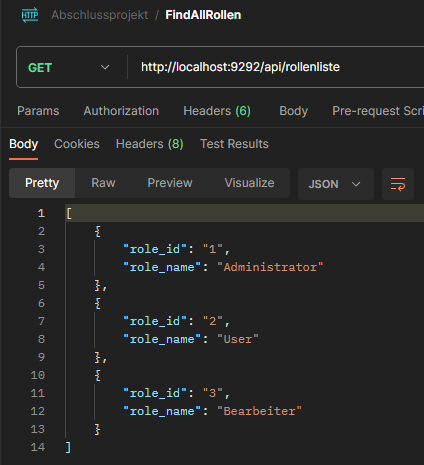 HTTP Abschlussprojekt / FindAllRollen
GET http://localhost:9292/api/rollenliste
Params Authorization Headers (6) Body Pre-request Scri
Body Cookies Headers (8) Test Results
Pretty Raw Preview Visualize JSON
1 [
2 {
3 "role_id": "1",
4 "role_name": "Administrator"
5 },
6 {
7 "role_id": "2",
8 "role_name": "User"
9 },
10 {
11 "role_id": "3",
12 "role_name": "Bearbeiter"
13 }
14 ]